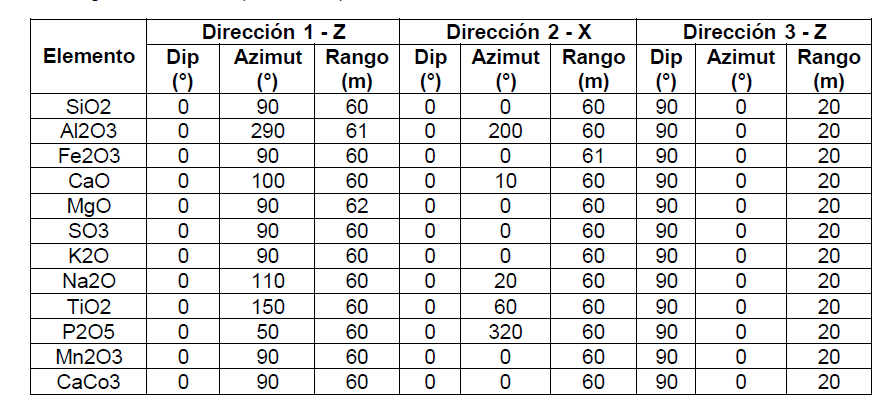 Dirección 1 - Z Dirección 2 - X Dirección 3 - Z
Elemento Dip (°) Azimut (°) Rango (m) Dip (°) Azimut (°) Rango (m) Dip (°) Azimut (°) Rango (m)
SiO2 0 90 60 0 0 60 90 0 20
Al2O3 0 290 61 0 200 60 90 0 20
Fe2O3 0 90 60 0 0 61 90 0 20
CaO 0 100 60 0 10 60 90 0 20
MgO 0 90 62 0 0 60 90 0 20
SO3 0 90 60 0 0 60 90 0 20
K2O 0 90 60 0 0 60 90 0 20
Na2O 0 110 60 0 20 60 90 0 20
TiO2 0 150 60 0 60 60 90 0 20
P2O5 0 50 60 0 320 60 90 0 20
Mn2O3 0 90 60 0 0 60 90 0 20
CaCo3 0 90 60 0 0 60 90 0 20